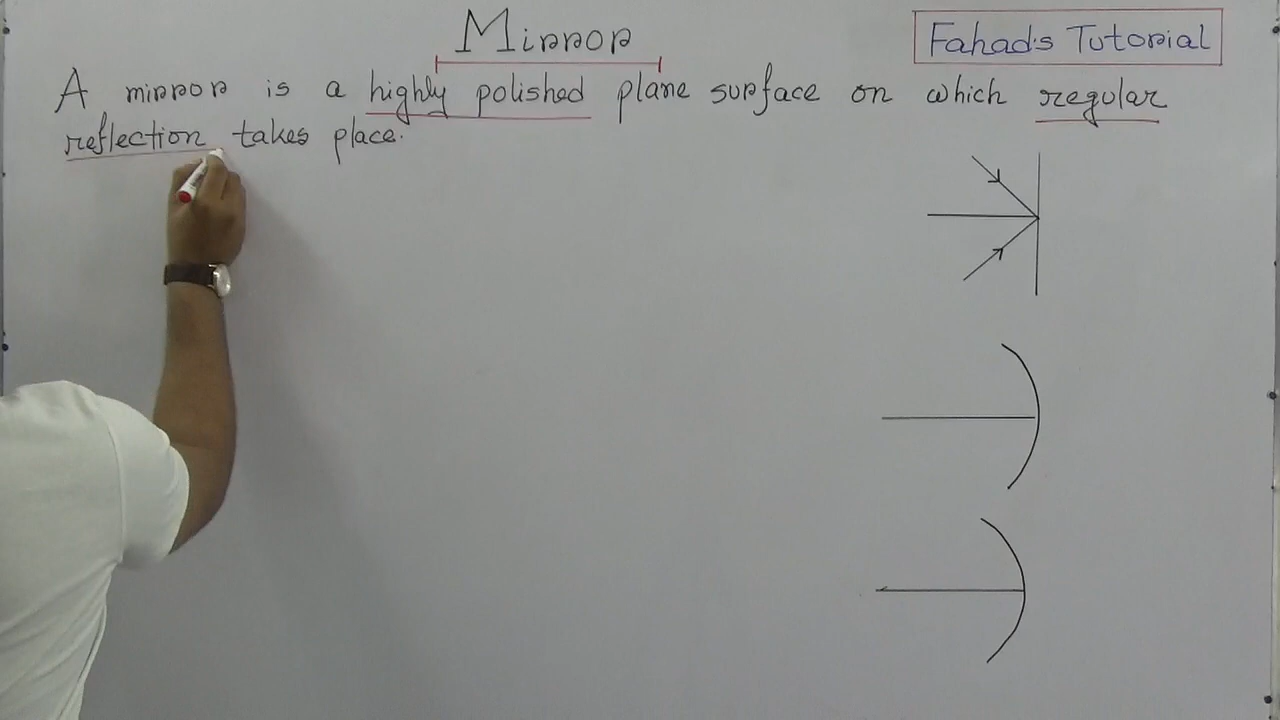 Mirror
Fahad's Tutorial
A mirror is a highly polished plane surface on which regular
reflection takes place.